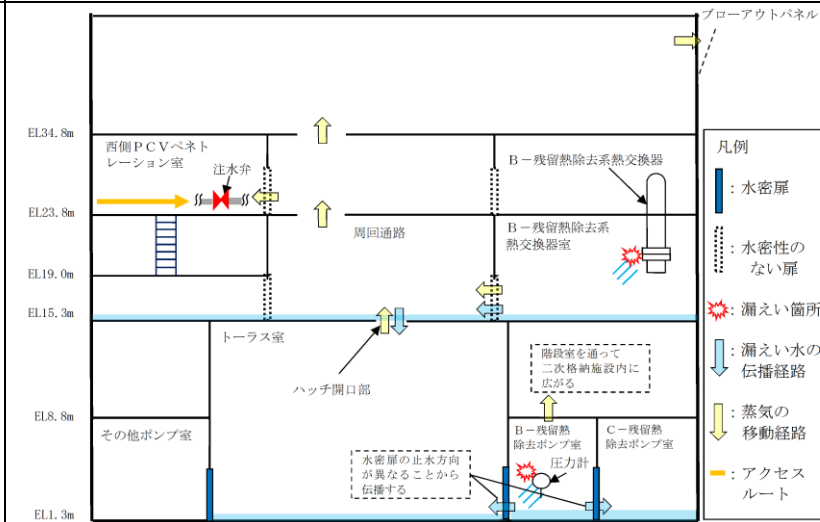 ブローアウトパネル
EL34.8m
西側PCVペネト
レーション室
注水弁
B－残留熱除去系熱交換器
EL23.8m
周回通路
B－残留熱除去系
熱交換器室
EL19.0m
EL15.3m
トーラス室
ハッチ開口部
階段室を通って
二次格納施設内に
広がる
EL8.8m
その他ポンプ室
B－残留熱
除去ポンプ室
C－残留熱
除去ポンプ室
水密扉の止水方向
が異なることから
伝播する
圧力計
EL1.3m
凡例
：水密扉
：水密性の
ない扉
：漏えい箇所
：漏えい水の
伝播経路
：蒸気の
移動経路
：アクセス
ルート